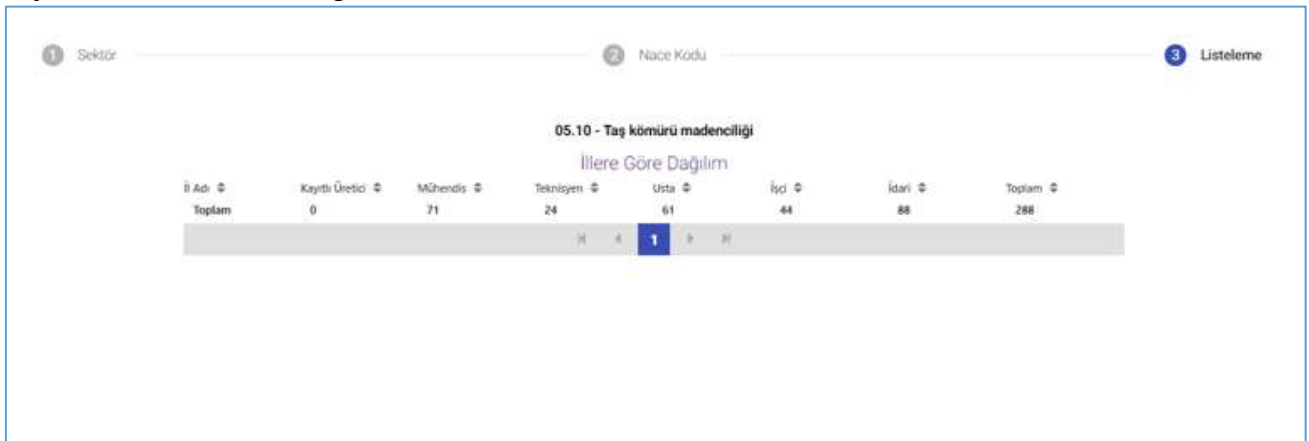 1 Sektör 2 Nace Kodu 3 Listeleme
05.10 - Taş kömürü madenciliği
İllere Göre Dağılım
İl Adı Kayıtlı Üretici Mühendis Teknisyen Usta İşçi İdari Toplam
Toplam 0 71 24 61 44 88 288
1